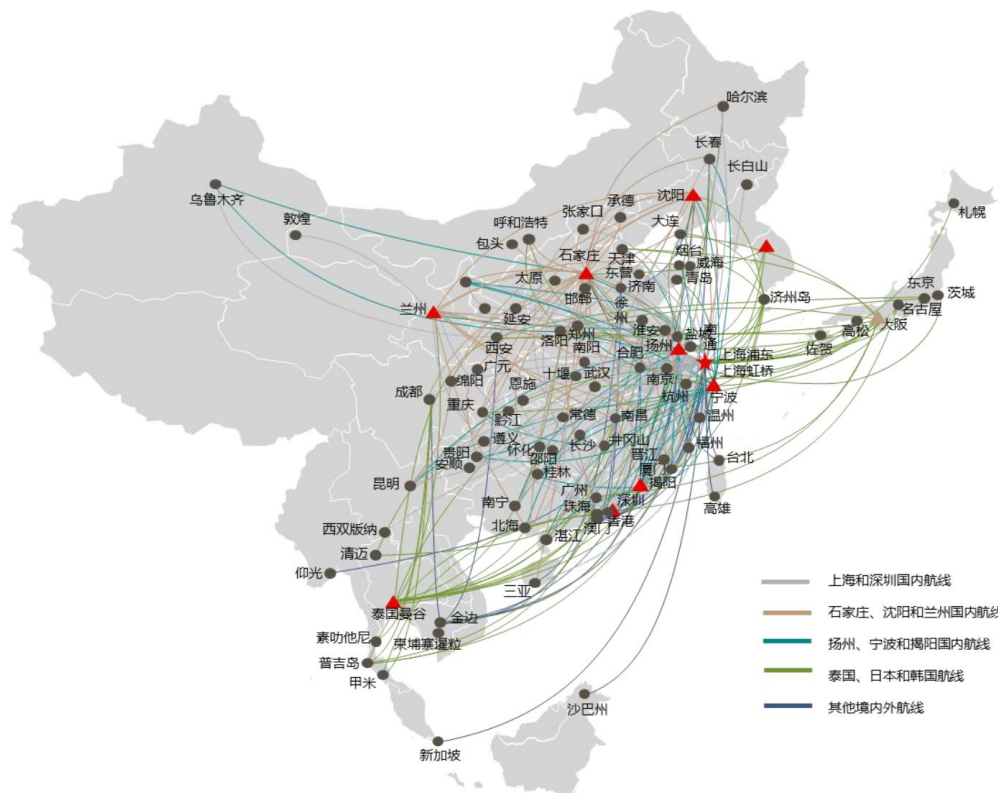 哈尔滨
长春
长白山
沈阳
承德
乌鲁木齐
张家口
呼和浩特
大连
敦煌
札幌
包头
石家庄
天津
烟台
威海
太原
东营
济南
青岛
邯郸
东京
茨城
济州岛
名古屋
兰州
延安
徐州
大阪
高松
洛阳
郑州
淮安
盐城
南通
佐贺
西安
南阳
合肥
扬州
上海浦东
上海虹桥
广元
绵阳
十堰
武汉
南京
恩施
杭州
宁波
成都
重庆
黔江
常德
南昌
温州
遵义
贵阳
怀化
长沙
井冈山
福州
邵阳
晋江
台北
安顺
桂林
厦门
揭阳
昆明
广州
南宁
珠海
深圳
高雄
北海
澳门
香港
西双版纳
湛江
清迈
仰光
三亚
泰国曼谷
金边
素叻他尼
柬埔寨暹粒
普吉岛
甲米
沙巴州
新加坡
上海和深圳国内航线
石家庄、沈阳和兰州国内航线
扬州、宁波和揭阳国内航线
泰国、日本和韩国航线
其他境内外航线